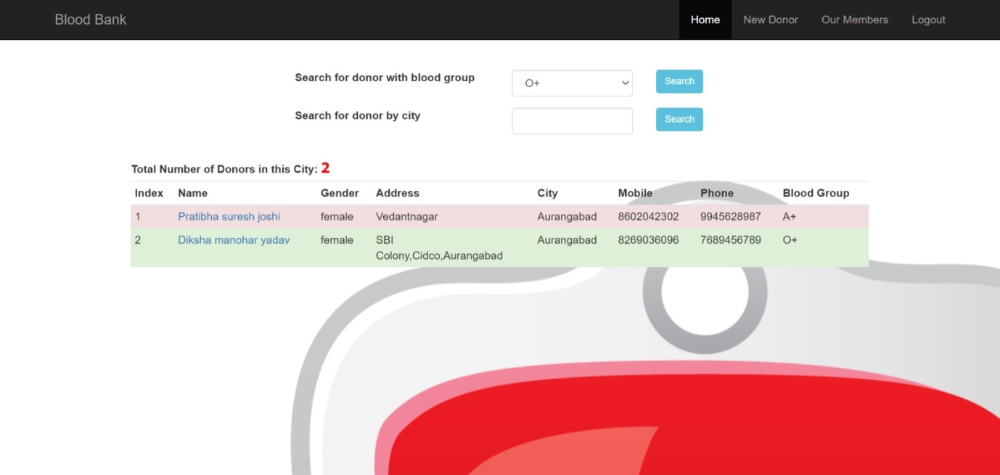 Blood Bank Home New Donor Our Members Logout
Search for donor with blood group O+ Search
Search for donor by city Search
Total Number of Donors in this City: 2
Index Name Gender Address City Mobile Phone Blood Group
1 Pratibha suresh joshi female Vedantnagar Aurangabad 8602042302 9945628987 A+
2 Diksha manohar yadav female SBI Aurangabad 8269036096 7689456789 O+
Colony,Cidco,Aurangabad